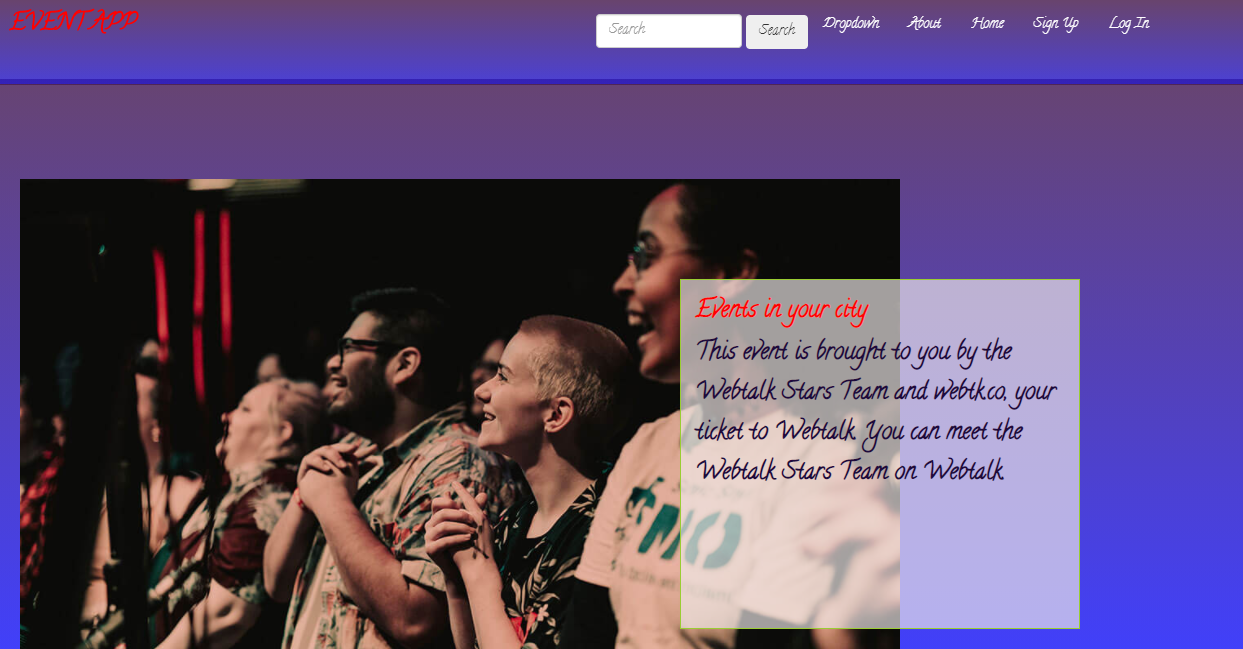 EVENT APP
Search Search Dropdown About Home Sign Up Log In
Events in your city
This event is brought to you by the
Webtalk Stars Team and webtk.co, your
ticket to Webtalk. You can meet the
Webtalk Stars Team on Webtalk.